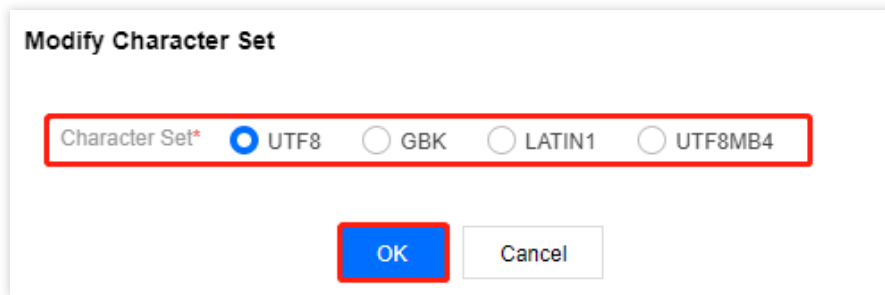 Modify Character Set
Character Set* UTF8 GBK LATIN1 UTF8MB4
OK Cancel